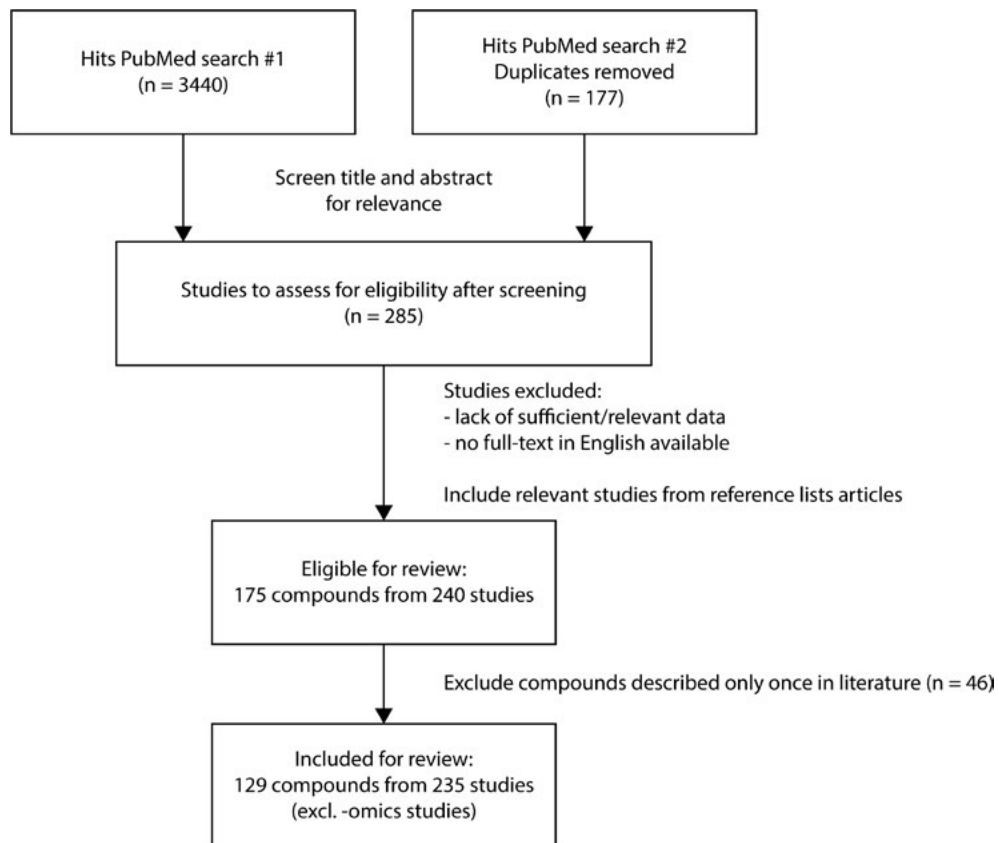 Hits PubMed search #1
(n = 3440)
Hits PubMed search #2
Duplicates removed
(n = 177)
Screen title and abstract
for relevance
Studies to assess for eligibility after screening
(n = 285)
Studies excluded:
- lack of sufficient/relevant data
- no full-text in English available
Include relevant studies from reference lists articles
Eligible for review:
175 compounds from 240 studies
Exclude compounds described only once in literature (n = 46)
Included for review:
129 compounds from 235 studies
(excl. -omics studies)